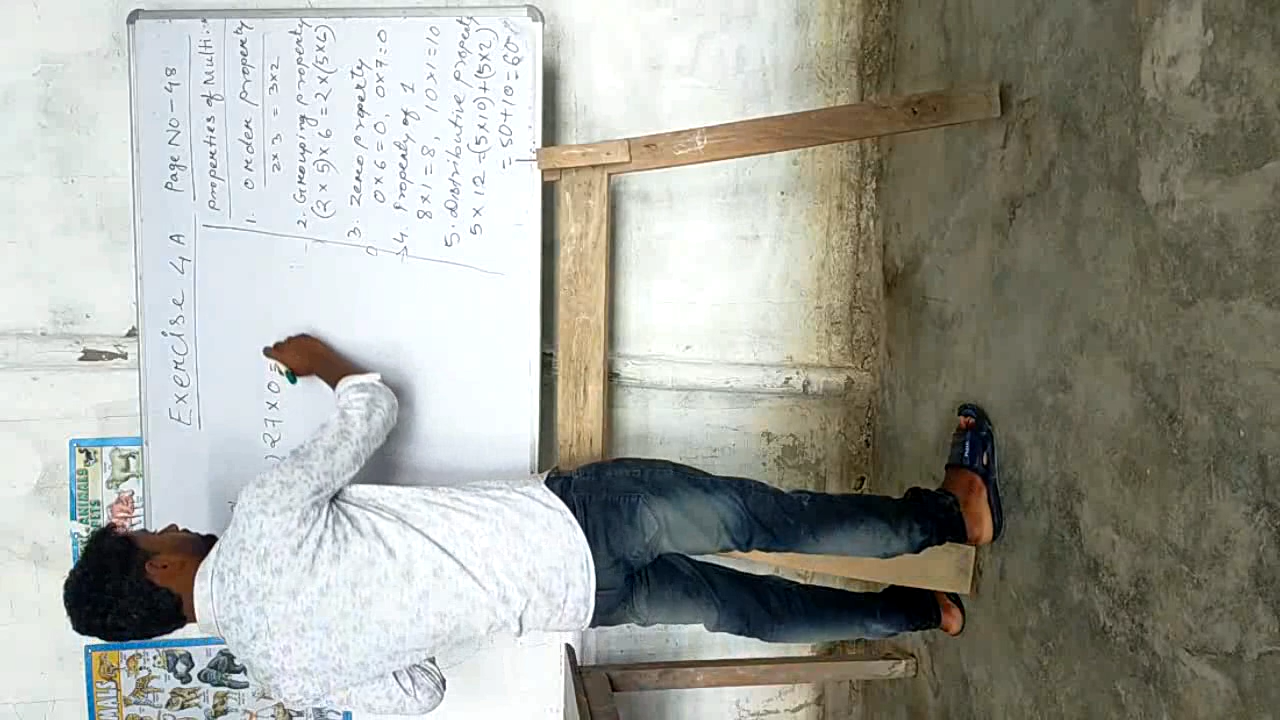 Exercise 4 A Page No-48
Properties of Multi.
1. Order property
2 x 3 = 3 x 2
2. Grouping property
(2 x 5) x 6 = 2 x (5 x 6)
3. Zero property
0 x 6 = 0, 0 x 7 = 0
4. Property of 1
8 x 1 = 8, 10 x 1 = 10
5. Distributive property
5 x 12 = (5 x 10) + (5 x 2)
= 50 + 10 = 60
) 27 x 0 =
ANIMALS
PETS